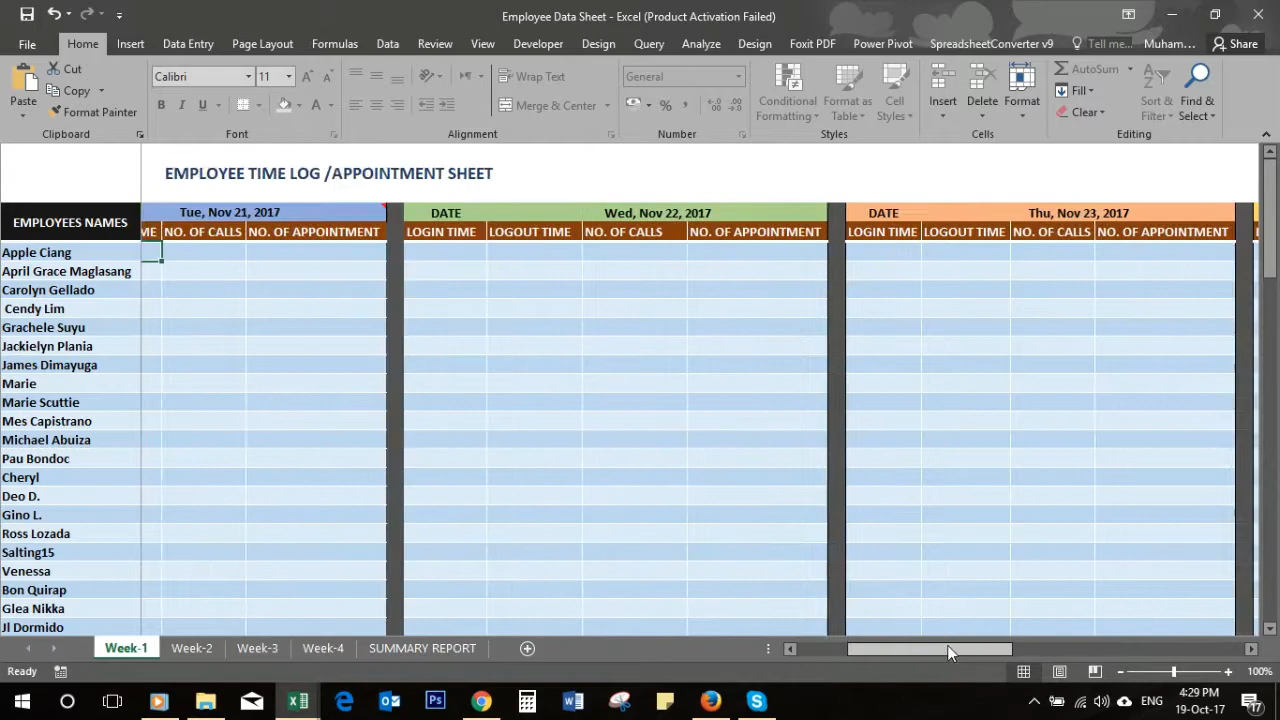 Employee Data Sheet - Excel (Product Activation Failed)
File Home Insert Data Entry Page Layout Formulas Data Review View Developer Design Query Analyze Design Foxit PDF Power Pivot SpreadsheetConverter v9 Tell me... Muham... Share
Paste Cut Copy Format Painter
Calibri 11
Wrap Text
Merge & Center
General
Conditional Formatting
Format as Table
Cell Styles
Insert Delete Format
AutoSum
Fill
Clear
Sort & Filter
Find & Select
Clipboard Font Alignment Number Styles Cells Editing
EMPLOYEE TIME LOG /APPOINTMENT SHEET
EMPLOYEES NAMES
Tue, Nov 21, 2017 DATE Wed, Nov 22, 2017 DATE Thu, Nov 23, 2017
ME NO. OF CALLS NO. OF APPOINTMENT LOGIN TIME LOGOUT TIME NO. OF CALLS NO. OF APPOINTMENT LOGIN TIME LOGOUT TIME NO. OF CALLS NO. OF APPOINTMENT
Apple Ciang
April Grace Maglasang
Carolyn Gellado
Cendy Lim
Grachele Suyu
Jackielyn Plania
James Dimayuga
Marie
Marie Scuttie
Mes Capistrano
Michael Abuiza
Pau Bondoc
Cheryl
Deo D.
Gino L.
Ross Lozada
Salting15
Venessa
Bon Quirap
Glea Nikka
Jl Dormido
Week-1 Week-2 Week-3 Week-4 SUMMARY REPORT
Ready 100%
ENG 4:29 PM
19-Oct-17 17